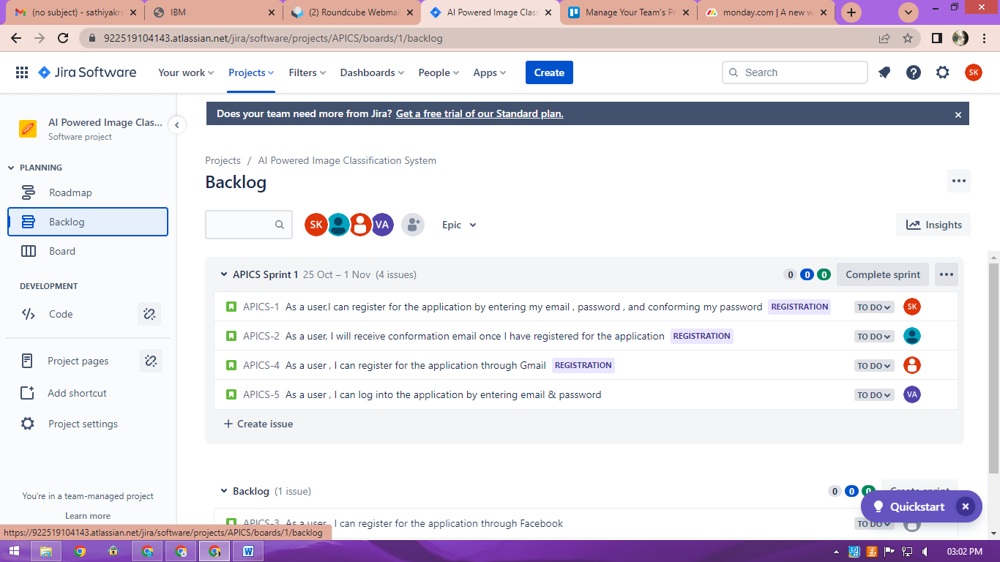 (no subject) - sathiyakrs
IBM
(2) Roundcube Webma
AI Powered Image Class
Manage Your Team's Pr
monday.com | A new w
922519104143.atlassian.net/jira/software/projects/APICS/boards/1/backlog
Jira Software
Your work
Projects
Filters
Dashboards
People
Apps
Create
Search
SK
Does your team need more from Jira? Get a free trial of our Standard plan.
AI Powered Image Clas...
Software project
PLANNING
Roadmap
Backlog
Board
DEVELOPMENT
Code
Project pages
Add shortcut
Project settings
You're in a team-managed project
Learn more
Projects / AI Powered Image Classification System
Backlog
SK VA
Epic
Insights
APICS Sprint 1 25 Oct – 1 Nov (4 issues) 0 0 0 Complete sprint
APICS-1 As a user,I can register for the application by entering my email , password , and conforming my password REGISTRATION TO DO SK
APICS-2 As a user, I will receive conformation email once I have registered for the application REGISTRATION TO DO
APICS-4 As a user , I can register for the application through Gmail REGISTRATION TO DO
APICS-5 As a user , I can log into the application by entering email & password TO DO VA
+ Create issue
Backlog (1 issue) 0 0 0 Create sprint
Quickstart
APICS-3 As a user , I can register for the application through Facebook TO DO
https://922519104143.atlassian.net/jira/software/projects/APICS/boards/1/backlog
03:02 PM